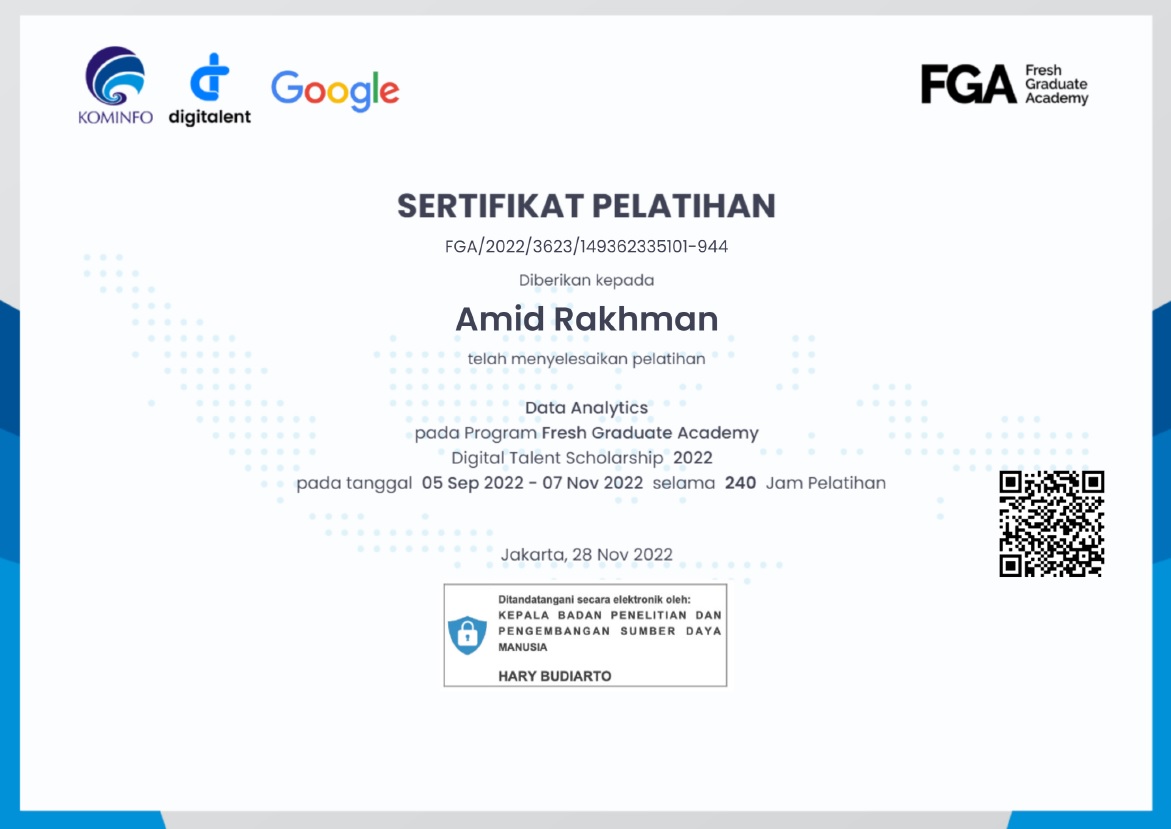 KOMINFO
digitalent
Google
FGA Fresh Graduate Academy
SERTIFIKAT PELATIHAN
FGA/2022/3623/149362335101-944
Diberikan kepada
Amid Rakhman
telah menyelesaikan pelatihan
Data Analytics
pada Program Fresh Graduate Academy
Digital Talent Scholarship 2022
pada tanggal 05 Sep 2022 - 07 Nov 2022 selama 240 Jam Pelatihan
Jakarta, 28 Nov 2022
Ditandatangani secara elektronik oleh:
KEPALA BADAN PENELITIAN DAN
PENGEMBANGAN SUMBER DAYA
MANUSIA
HARY BUDIARTO